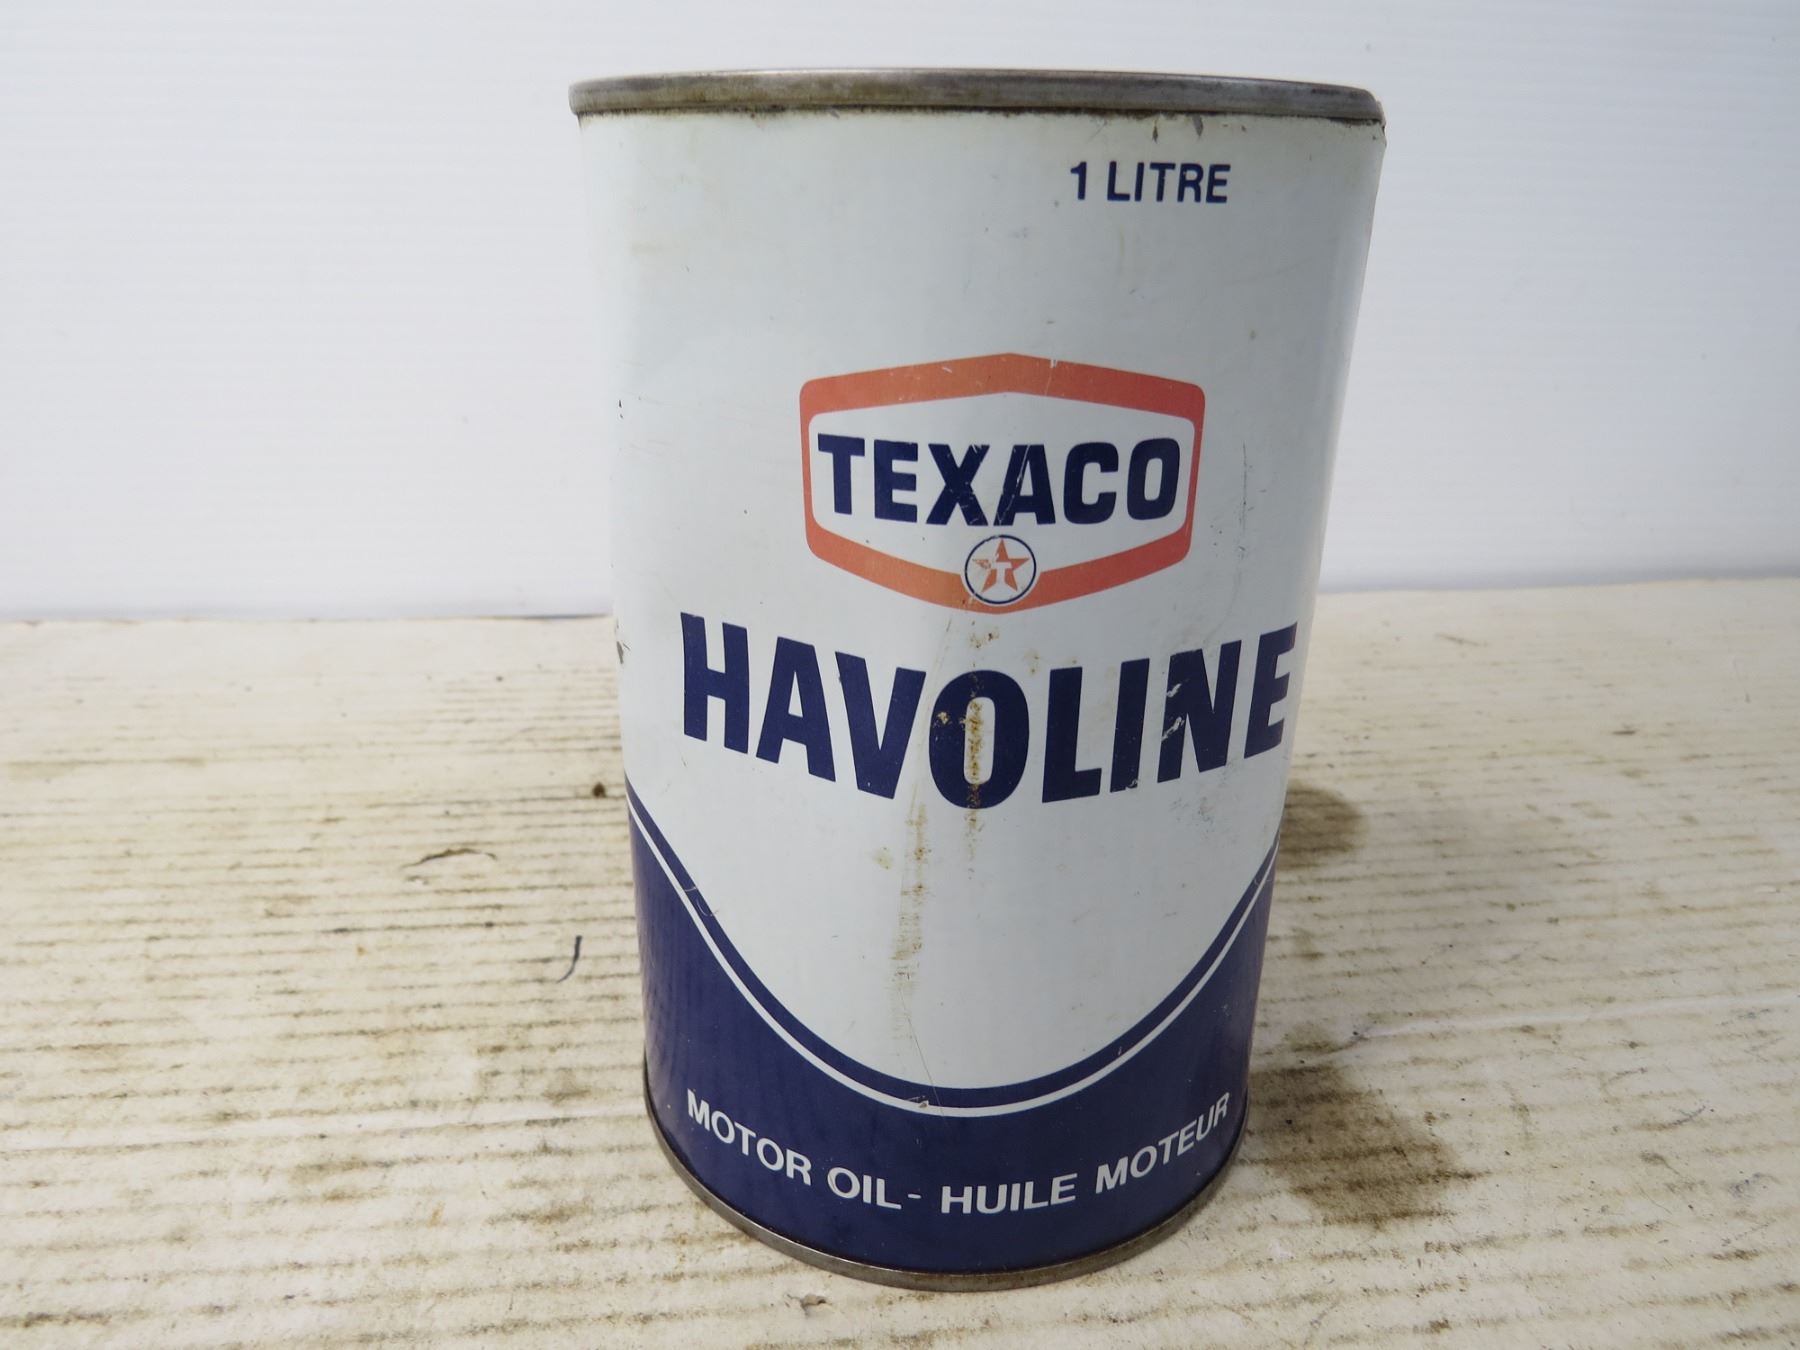 1 LITRE
TEXACO
T
HAVOLINE
MOTOR OIL - HUILE MOTEUR